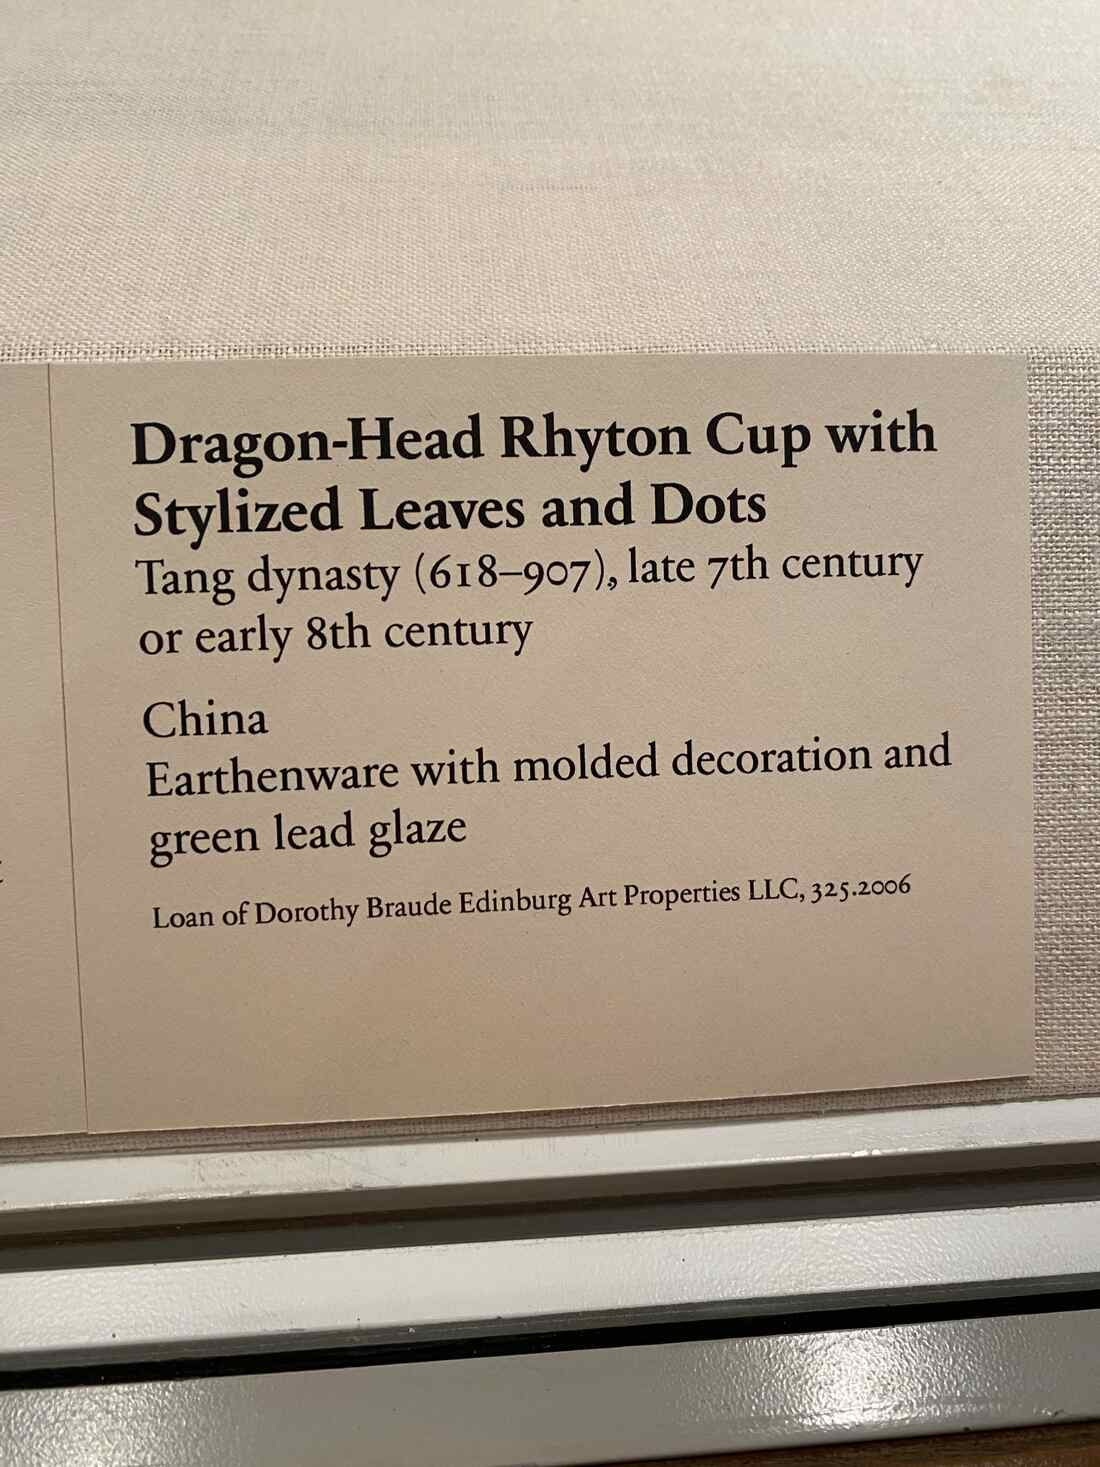 Dragon-Head Rhyton Cup with
Stylized Leaves and Dots
Tang dynasty (618–907), late 7th century
or early 8th century
China
Earthenware with molded decoration and
green lead glaze
Loan of Dorothy Braude Edinburg Art Properties LLC, 325.2006